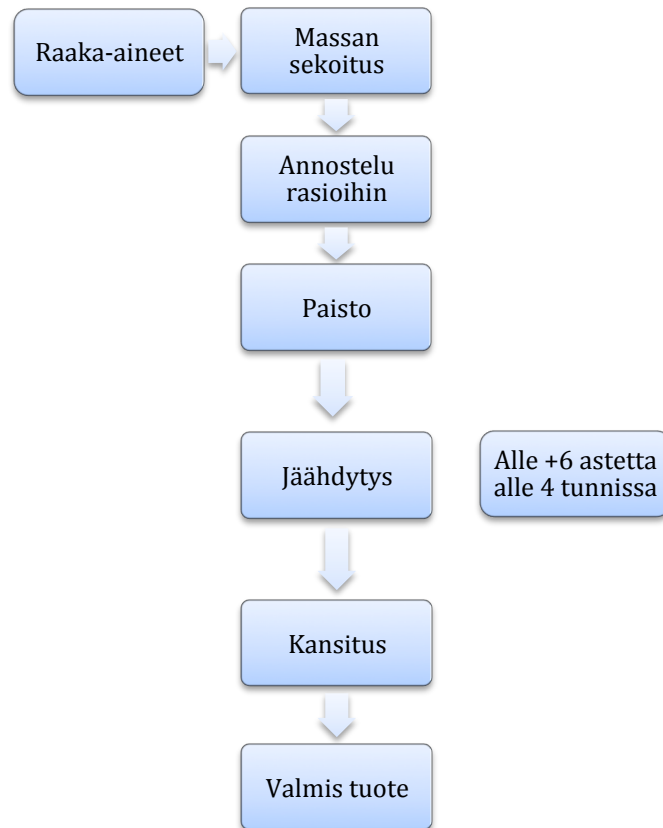 Raaka-aineet
Massan
sekoitus
Annostelu
rasioihin
Paisto
Jäähdytys
Alle +6 astetta
alle 4 tunnissa
Kansitus
Valmis tuote